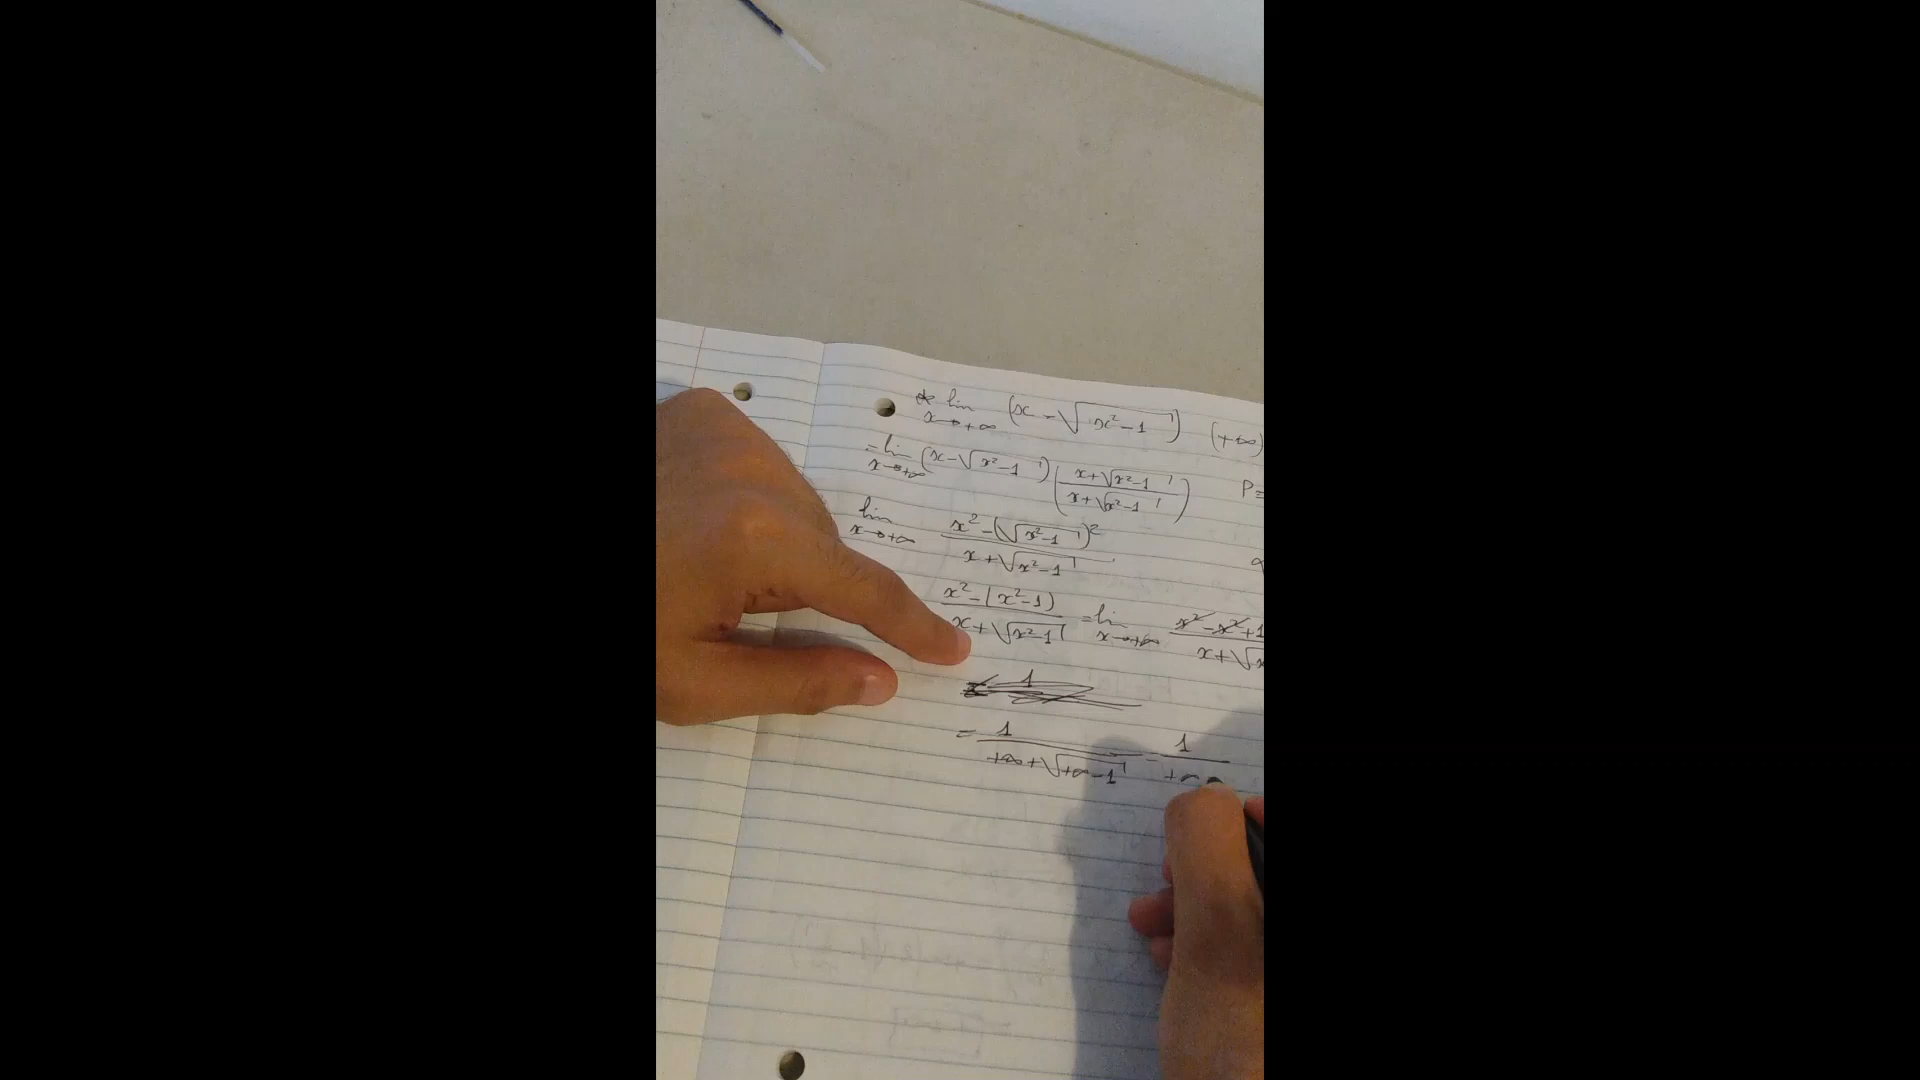 * lim x→+∞ (x - √(x²-1)) (+∞)
= lim x→+∞ (x-√(x²-1)) ((x+√(x²-1))/(x+√(x²-1))) P=
lim x→+∞ (x² - (√(x²-1))²)/(x+√(x²-1))
(x² - (x²-1))/(x+√(x²-1)) = lim x→+∞ (x² - x² + 1)/(x+√x
1
= 1/(+∞+√(+∞-1)) = 1/(+∞